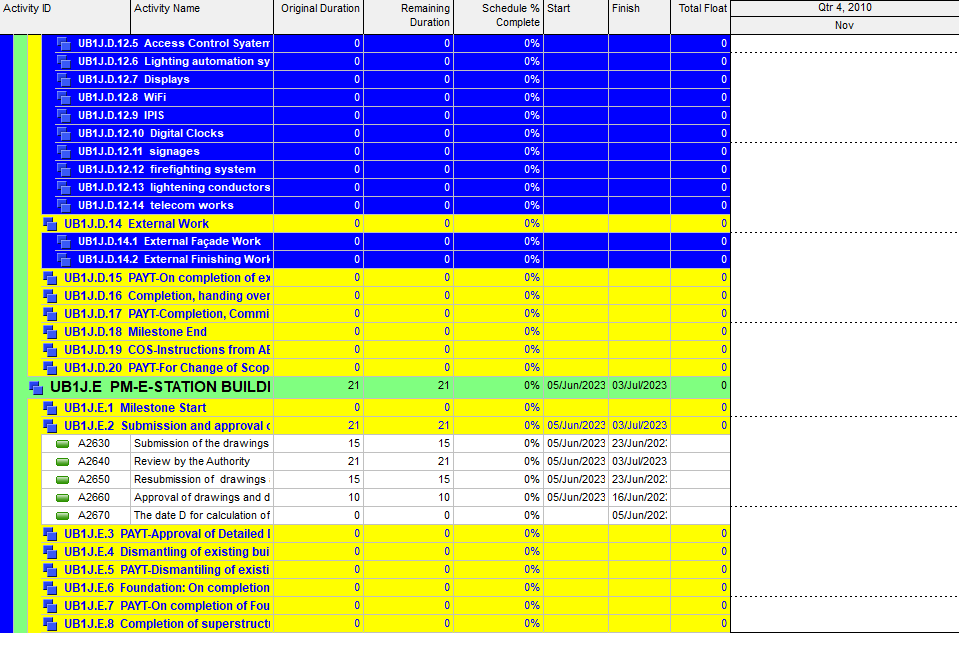 Activity ID Activity Name Original Duration Remaining Duration Schedule % Complete Start Finish Total Float Qtr 4, 2010
Nov
UB1J.D.12.5 Access Control Syatem 0 0 0% 0
UB1J.D.12.6 Lighting automation sy 0 0 0% 0
UB1J.D.12.7 Displays 0 0 0% 0
UB1J.D.12.8 WiFi 0 0 0% 0
UB1J.D.12.9 IPIS 0 0 0% 0
UB1J.D.12.10 Digital Clocks 0 0 0% 0
UB1J.D.12.11 signages 0 0 0% 0
UB1J.D.12.12 firefighting system 0 0 0% 0
UB1J.D.12.13 lightening conductors 0 0 0% 0
UB1J.D.12.14 telecom works 0 0 0% 0
UB1J.D.14 External Work 0 0 0% 0
UB1J.D.14.1 External Façade Work 0 0 0% 0
UB1J.D.14.2 External Finishing Work 0 0 0% 0
UB1J.D.15 PAYT-On completion of ex 0 0 0% 0
UB1J.D.16 Completion, handing over 0 0 0% 0
UB1J.D.17 PAYT-Completion, Commi 0 0 0% 0
UB1J.D.18 Milestone End 0 0 0% 0
UB1J.D.19 COS-Instructions from AE 0 0 0% 0
UB1J.D.20 PAYT-For Change of Scop 0 0 0% 0
UB1J.E PM-E-STATION BUILDI 21 21 0% 05/Jun/2023 03/Jul/2023 0
UB1J.E.1 Milestone Start 0 0 0% 0
UB1J.E.2 Submission and approval o 21 21 0% 05/Jun/2023 03/Jul/2023 0
A2630 Submission of the drawings 15 15 0% 05/Jun/2023 23/Jun/202
A2640 Review by the Authority 21 21 0% 05/Jun/2023 03/Jul/2023
A2650 Resubmission of drawings 15 15 0% 05/Jun/2023 23/Jun/202
A2660 Approval of drawings and d 10 10 0% 05/Jun/2023 16/Jun/202
A2670 The date D for calculation of 0 0 0% 05/Jun/202
UB1J.E.3 PAYT-Approval of Detailed 0 0 0% 0
UB1J.E.4 Dismantling of existing bui 0 0 0% 0
UB1J.E.5 PAYT-Dismantiling of existi 0 0 0% 0
UB1J.E.6 Foundation: On completion 0 0 0% 0
UB1J.E.7 PAYT-On completion of Fou 0 0 0% 0
UB1J.E.8 Completion of superstructu 0 0 0% 0